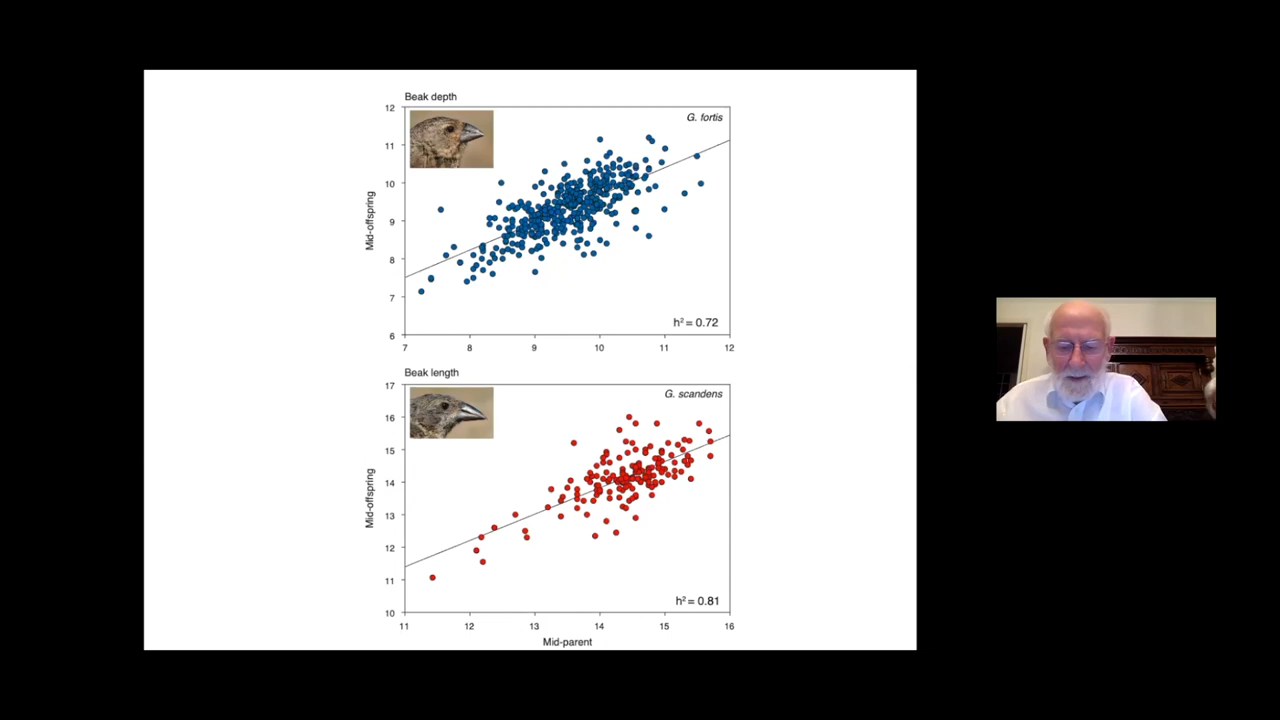 Beak depth
12
G. fortis
11
10
Mid-offspring
9
8
7
h² = 0.72
6
7 8 9 10 11 12
Beak length
17
G. scandens
16
15
14
Mid-offspring
13
12
11
h² = 0.81
10
11 12 13 14 15 16
Mid-parent